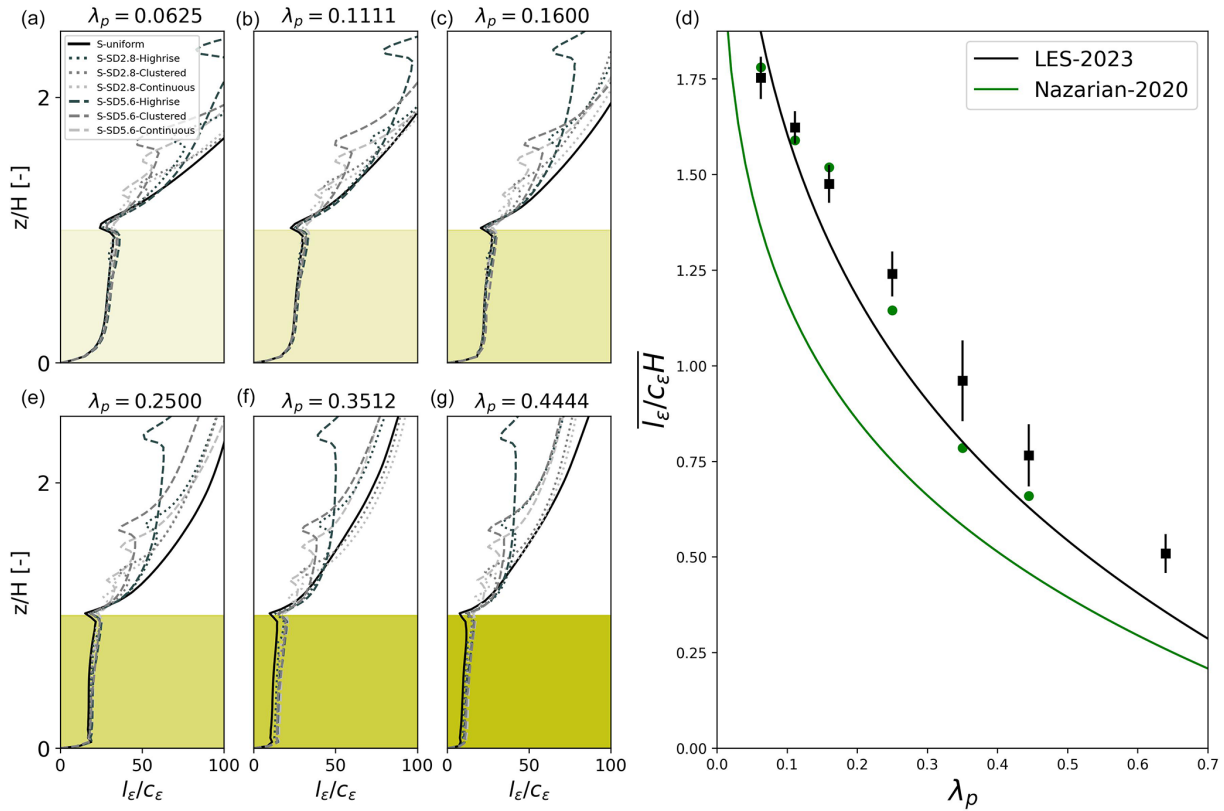 (a) λp = 0.0625
(b) λp = 0.1111
(c) λp = 0.1600
(d)
S-uniform
S-SD2.8-Highrise
S-SD2.8-Clustered
S-SD2.8-Continuous
S-SD5.6-Highrise
S-SD5.6-Clustered
S-SD5.6-Continuous
z/H [-]
2
0
(e) λp = 0.2500
(f) λp = 0.3512
(g) λp = 0.4444
z/H [-]
2
0
0 50 100
0 50 100
0 50 100
lε/cε
lε/cε
lε/cε
LES-2023
Nazarian-2020
lε/cεH
1.75
1.50
1.25
1.00
0.75
0.50
0.25
0.00
0.0 0.1 0.2 0.3 0.4 0.5 0.6 0.7
λp